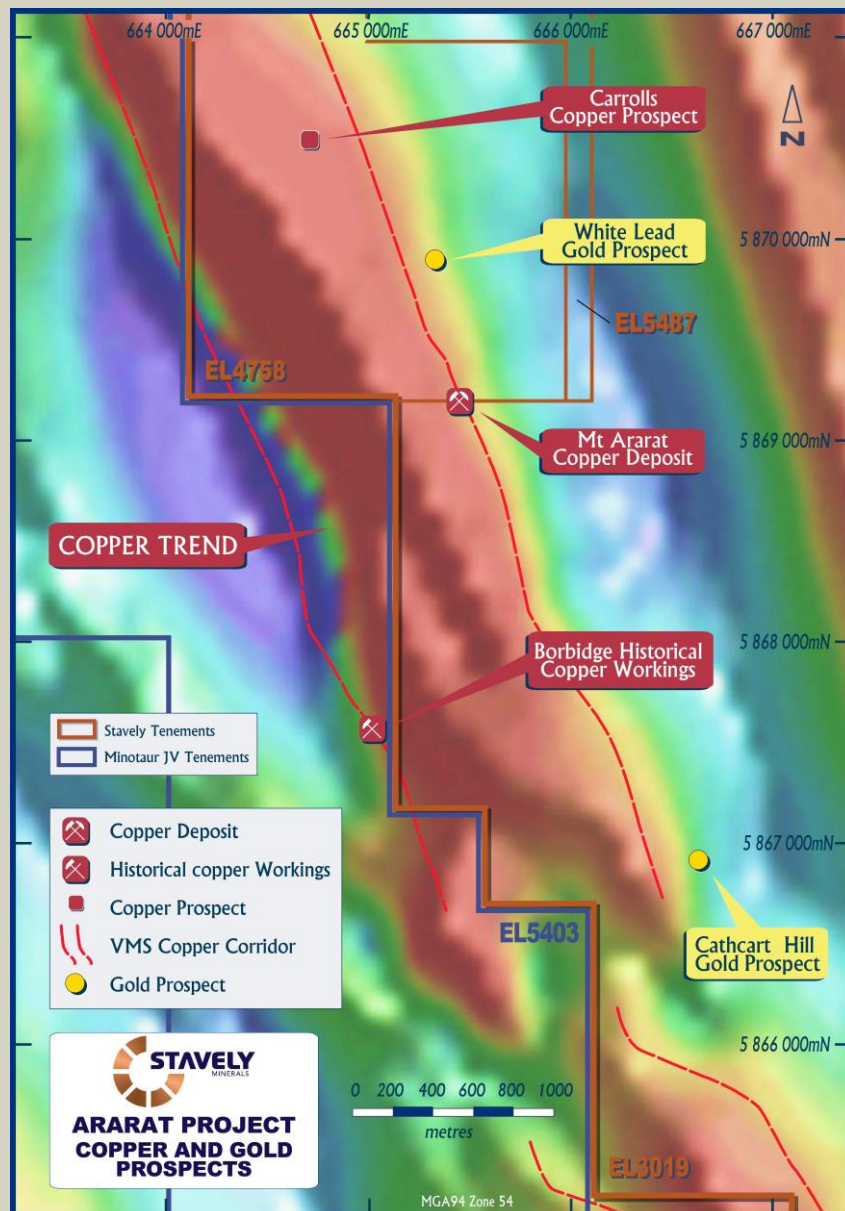 664 000mE
665 000mE
666 000mE
667 000mE
Carrolls
Copper Prospect
N
White Lead
Gold Prospect
5 870 000mN
EL5487
EL4758
Mt Ararat
Copper Deposit
5 869 000mN
COPPER TREND
Borbidge Historical
Copper Workings
5 868 000mN
Stavely Tenements
Minotaur JV Tenements
Copper Deposit
Historical copper Workings
Copper Prospect
VMS Copper Corridor
Gold Prospect
5 867 000mN
EL5403
Cathcart Hill
Gold Prospect
5 866 000mN
STAVELY
MINERALS
ARARAT PROJECT
COPPER AND GOLD
PROSPECTS
0 200 400 600 800 1000
metres
EL3019
MGA94 Zone 54